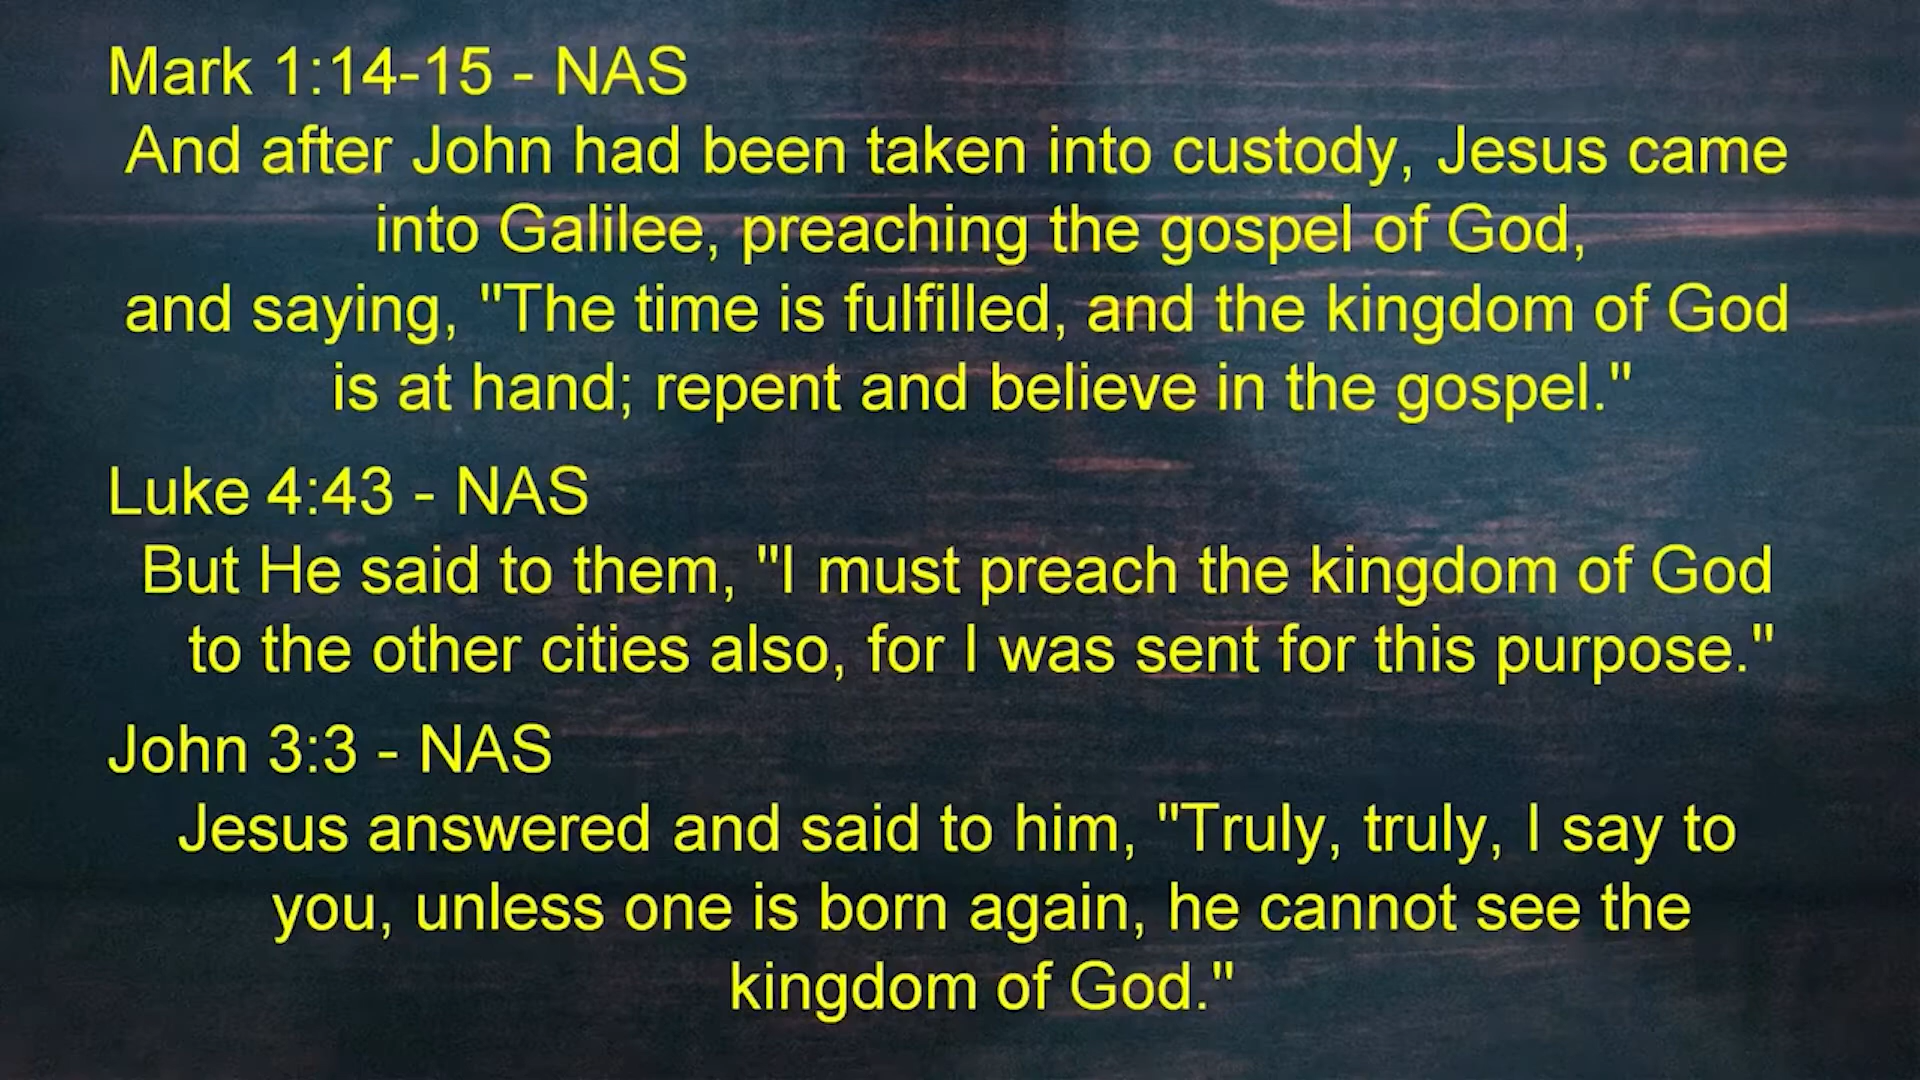 Mark 1:14-15 - NAS
And after John had been taken into custody, Jesus came
into Galilee, preaching the gospel of God,
and saying, "The time is fulfilled, and the kingdom of God
is at hand; repent and believe in the gospel."
Luke 4:43 - NAS
But He said to them, "I must preach the kingdom of God
to the other cities also, for I was sent for this purpose."
John 3:3 - NAS
Jesus answered and said to him, "Truly, truly, I say to
you, unless one is born again, he cannot see the
kingdom of God."